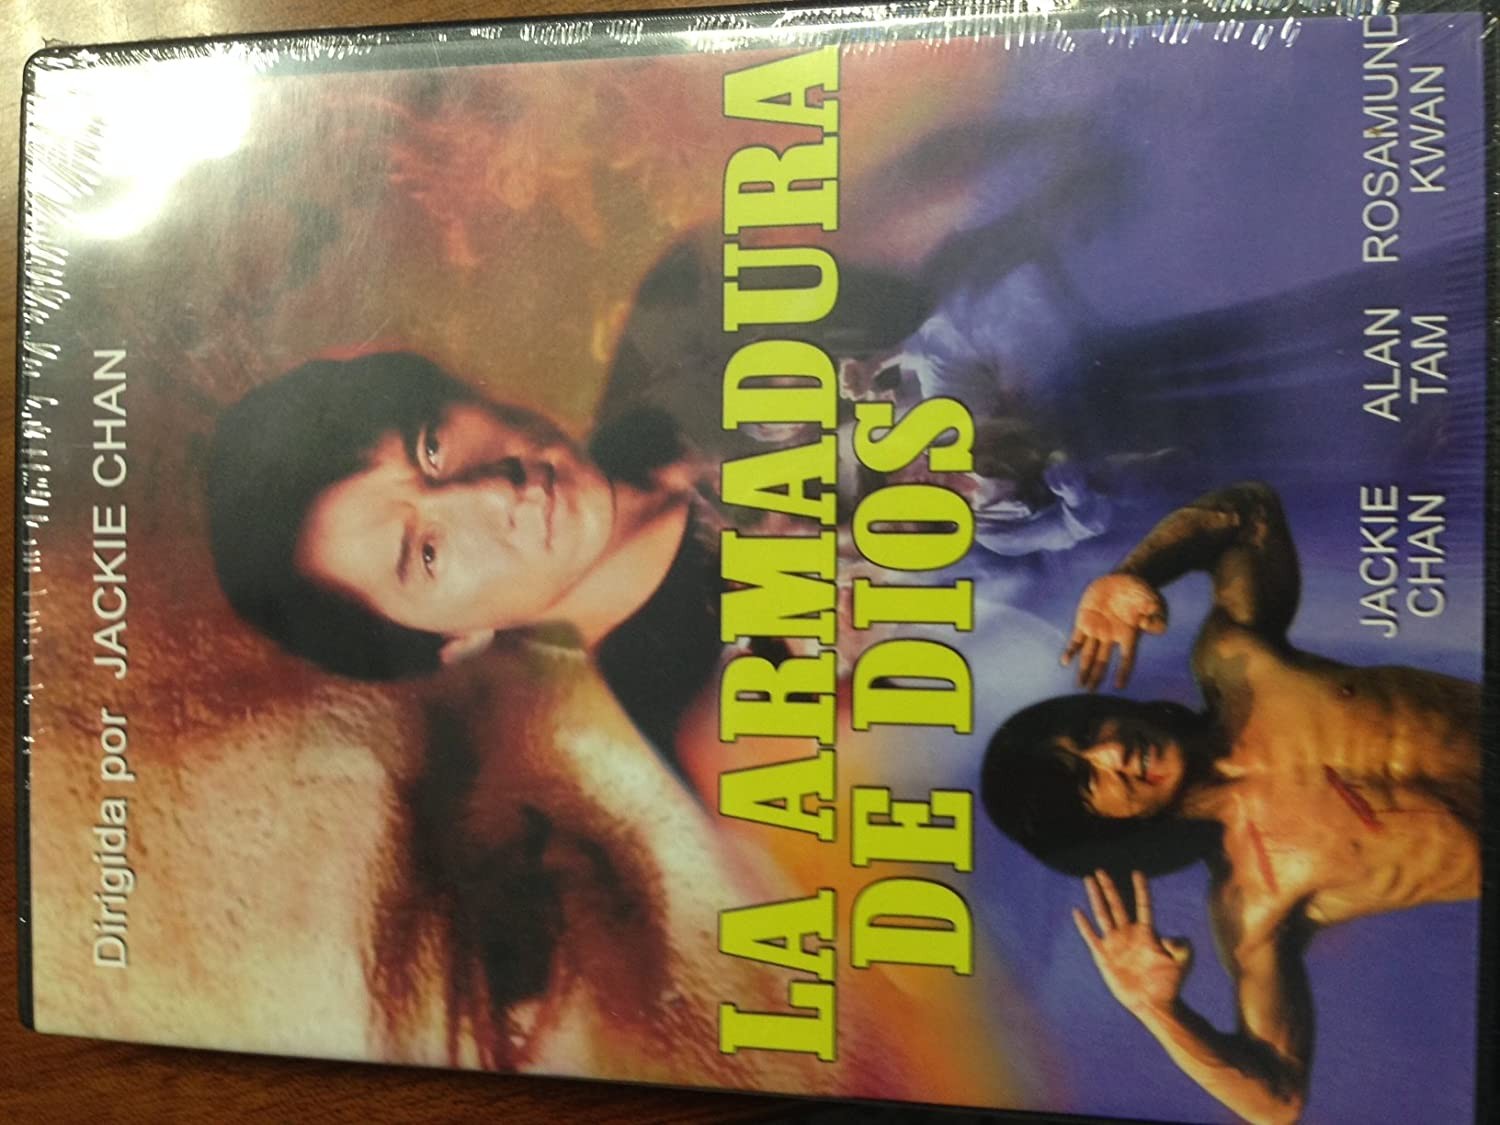 Dirigida por JACKIE CHAN
LA ARMADURA
DE DIOS
JACKIE ALAN ROSAMUND
CHAN TAM KWAN